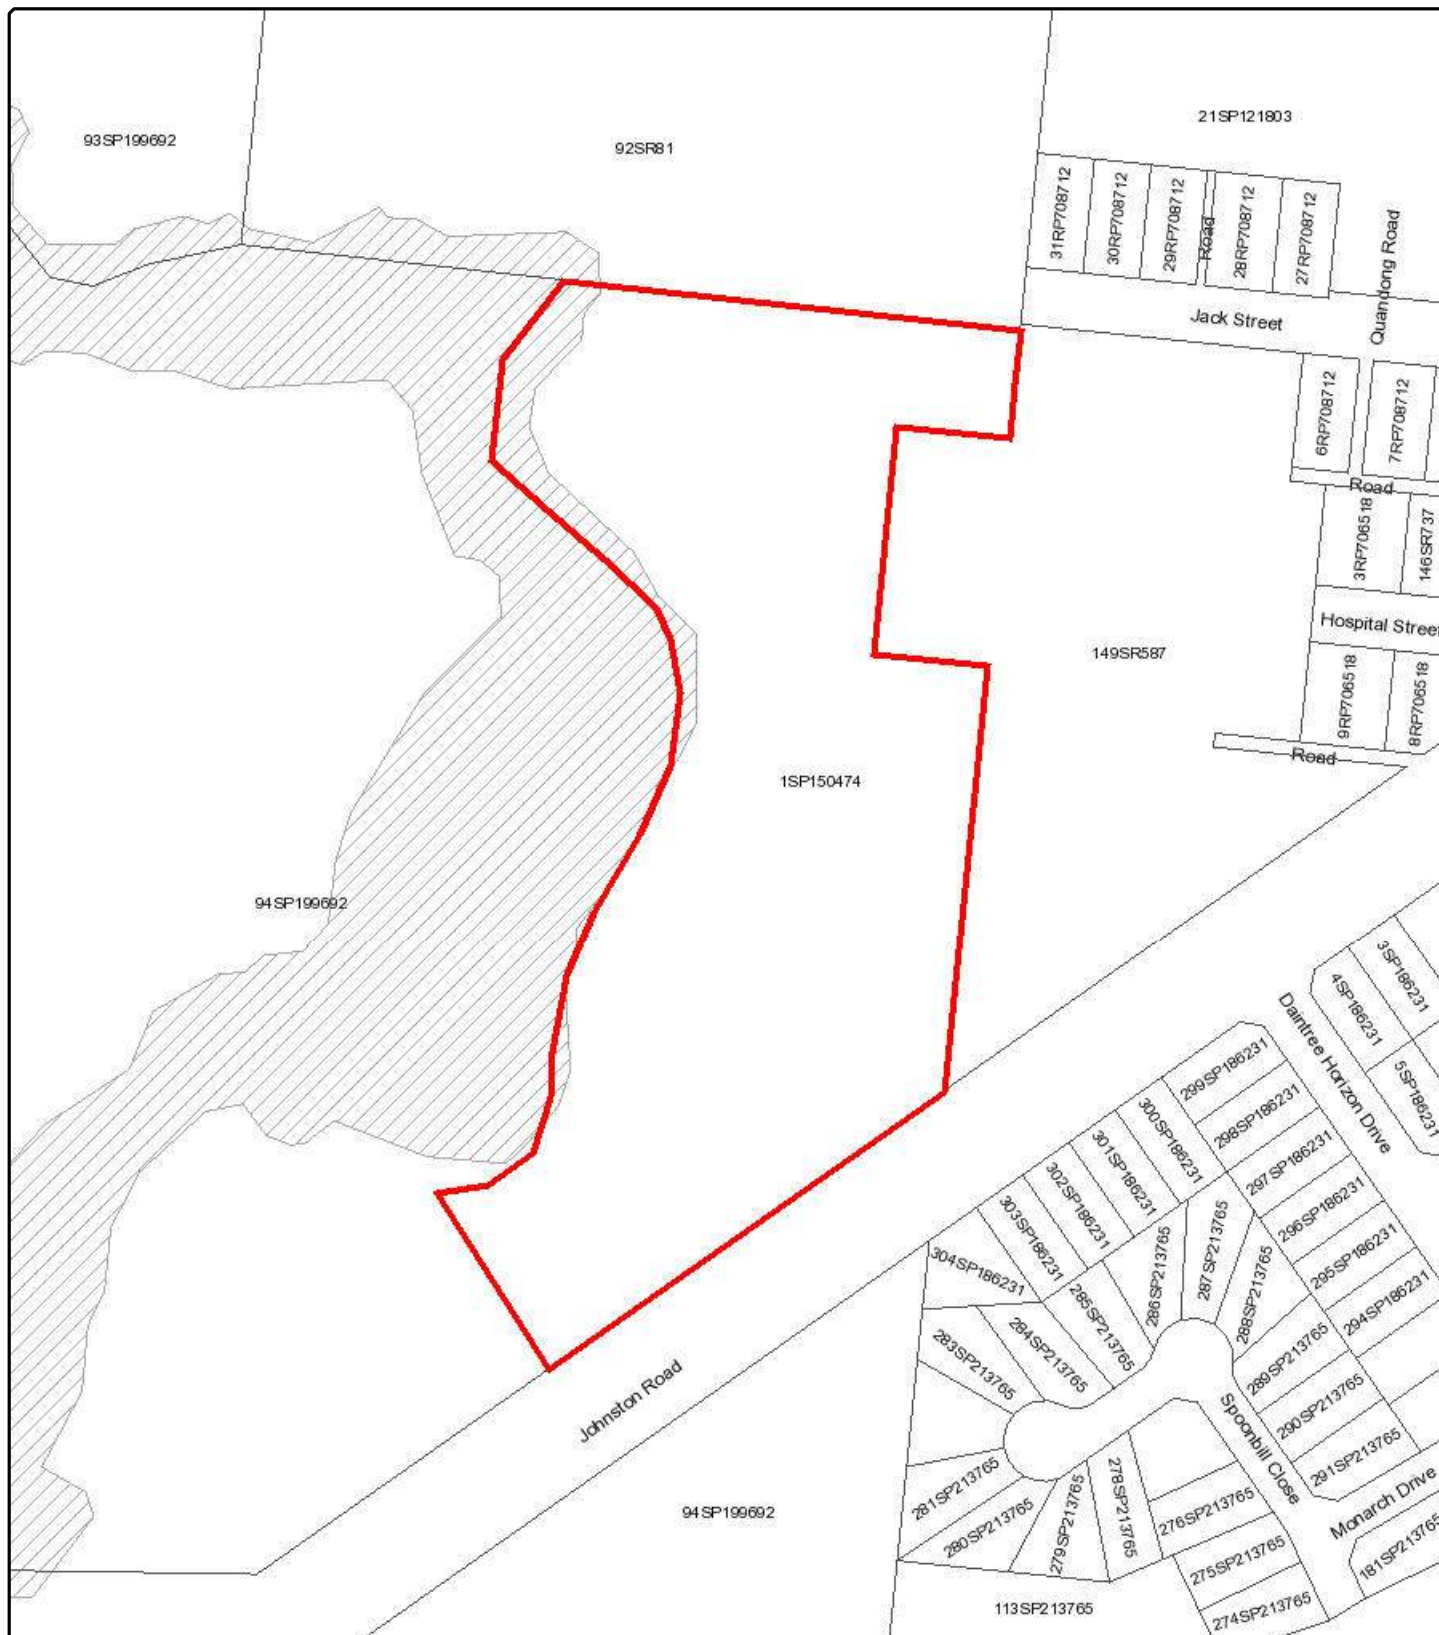 93SP199692
92SR81
21SP121803
31RP708712
30RP708712
29RP708712
Road
28RP708712
27RP708712
Quandong Road
Jack Street
6RP708712
7RP708712
Road
3RP706518
146SR737
Hospital Street
149SR587
9RP706518
8RP706518
Road
1SP150474
94SP199692
3SP186231
4SP186231
5SP186231
Daintree Horizon Drive
299SP186231
298SP186231
297SP186231
296SP186231
295SP186231
294SP186231
300SP186231
301SP186231
302SP186231
303SP186231
304SP186231
285SP213765
286SP213765
287SP213765
288SP213765
289SP213765
290SP213765
291SP213765
284SP213765
283SP213765
Johnston Road
Spoonbill Close
Monarch Drive
281SP213765
280SP213765
279SP213765
278SP213765
276SP213765
275SP213765
274SP213765
181SP213765
94SP199692
113SP213765